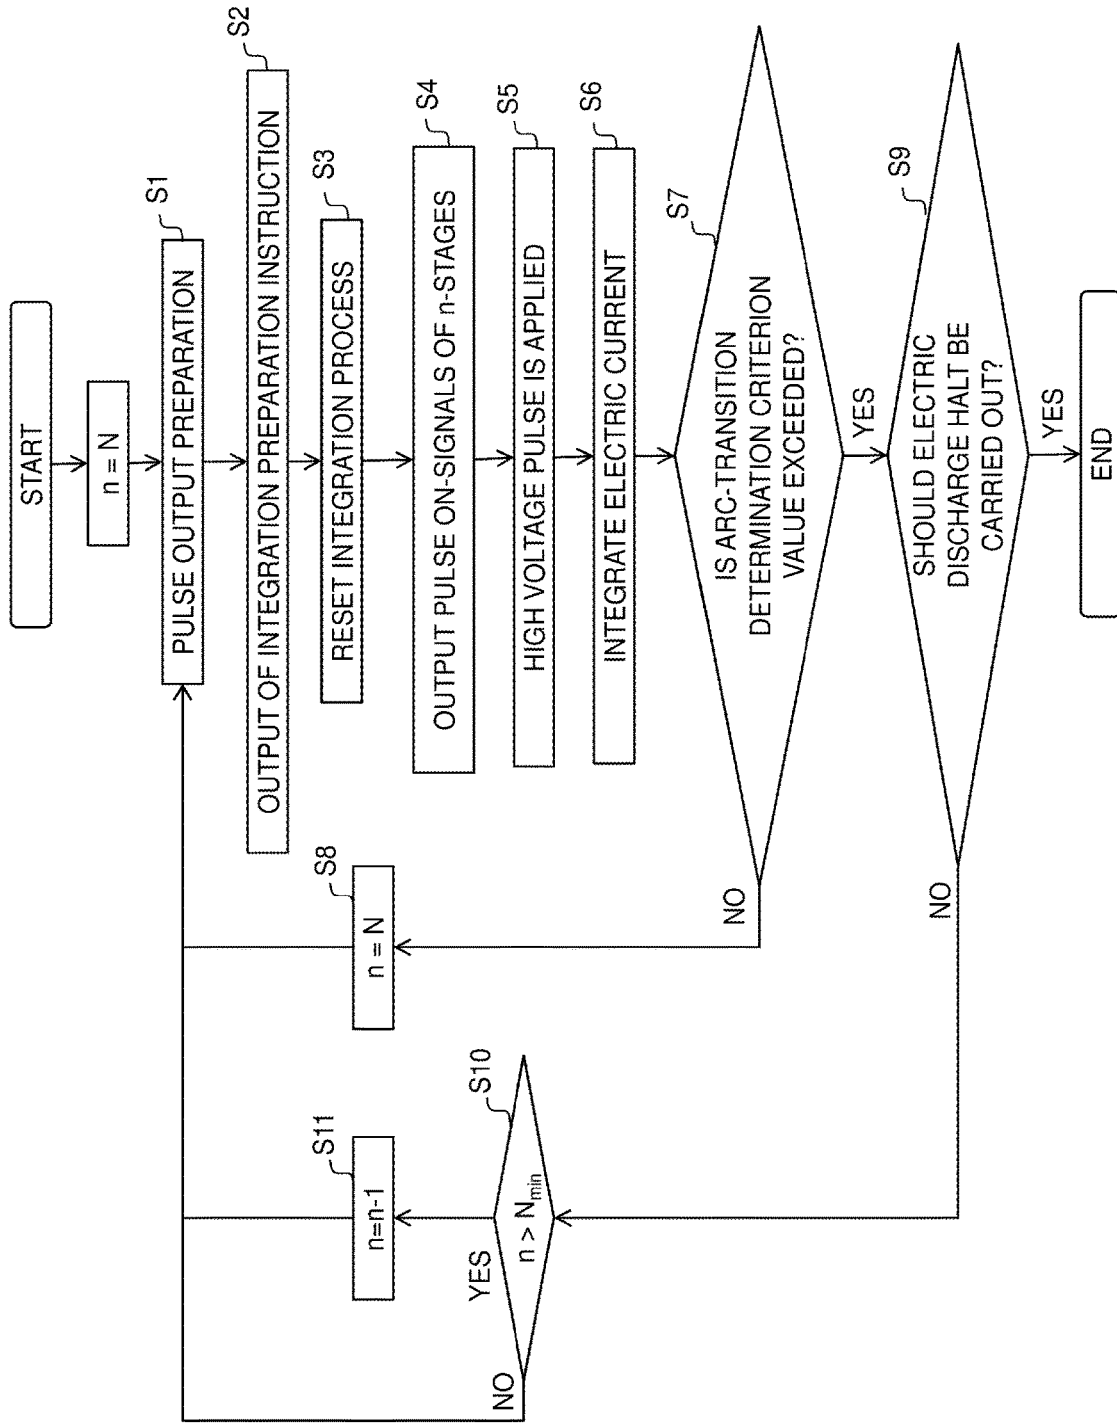 START
n = N
S1
PULSE OUTPUT PREPARATION
S2
OUTPUT OF INTEGRATION PREPARATION INSTRUCTION
S3
RESET INTEGRATION PROCESS
S4
OUTPUT PULSE ON-SIGNALS OF n-STAGES
S5
HIGH VOLTAGE PULSE IS APPLIED
S6
INTEGRATE ELECTRIC CURRENT
S7
IS ARC-TRANSITION
DETERMINATION CRITERION
VALUE EXCEEDED?
NO
YES
S8
n = N
S9
SHOULD ELECTRIC
DISCHARGE HALT BE
CARRIED OUT?
NO
YES
S10
n > Nmin
YES
NO
S11
n=n-1
END